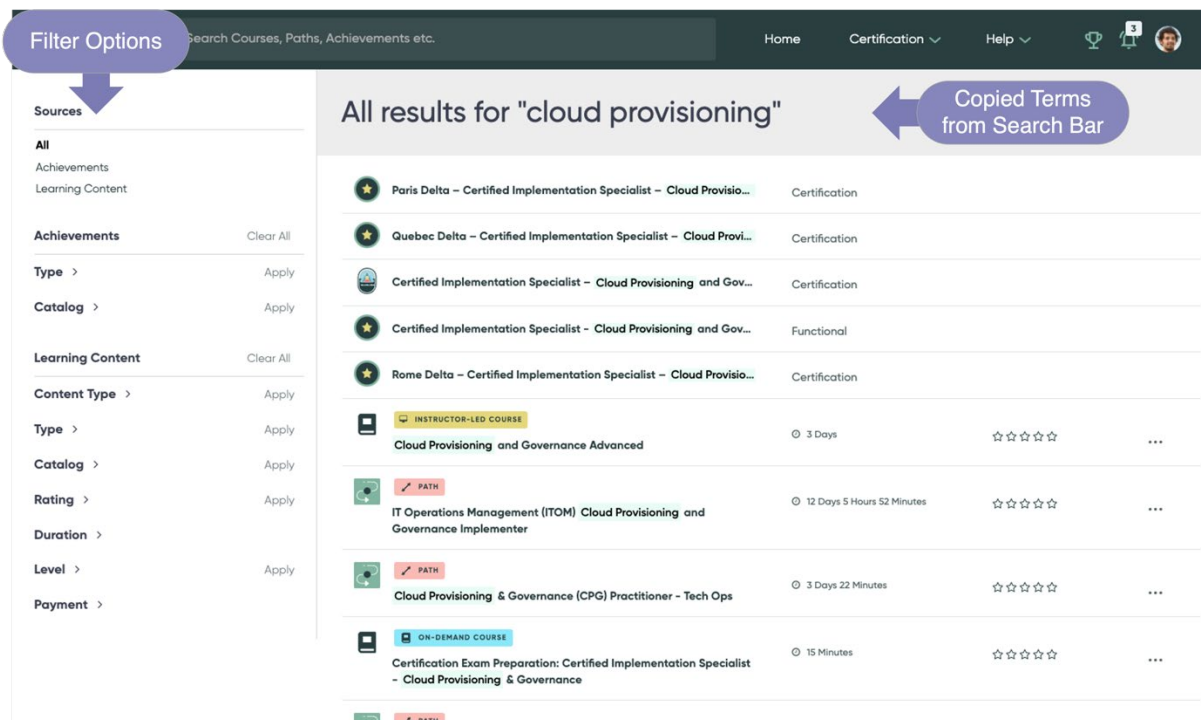 Filter Options
Search Courses, Paths, Achievements etc.
Home
Certification
Help
3
Sources
All
Achievements
Learning Content
Achievements
Clear All
Type >
Apply
Catalog >
Apply
Learning Content
Clear All
Content Type >
Apply
Type >
Apply
Catalog >
Apply
Rating >
Apply
Duration >
Level >
Apply
Payment >
All results for "cloud provisioning"
Copied Terms
from Search Bar
Paris Delta – Certified Implementation Specialist – Cloud Provisio...
Certification
Quebec Delta – Certified Implementation Specialist – Cloud Provi...
Certification
Certified Implementation Specialist – Cloud Provisioning and Gov...
Certification
Certified Implementation Specialist - Cloud Provisioning and Gov...
Functional
Rome Delta – Certified Implementation Specialist – Cloud Provisio...
Certification
INSTRUCTOR-LED COURSE
Cloud Provisioning and Governance Advanced
3 Days
...
PATH
IT Operations Management (ITOM) Cloud Provisioning and
Governance Implementer
12 Days 5 Hours 52 Minutes
...
PATH
Cloud Provisioning & Governance (CPG) Practitioner - Tech Ops
3 Days 22 Minutes
...
ON-DEMAND COURSE
Certification Exam Preparation: Certified Implementation Specialist
- Cloud Provisioning & Governance
15 Minutes
...
PATH